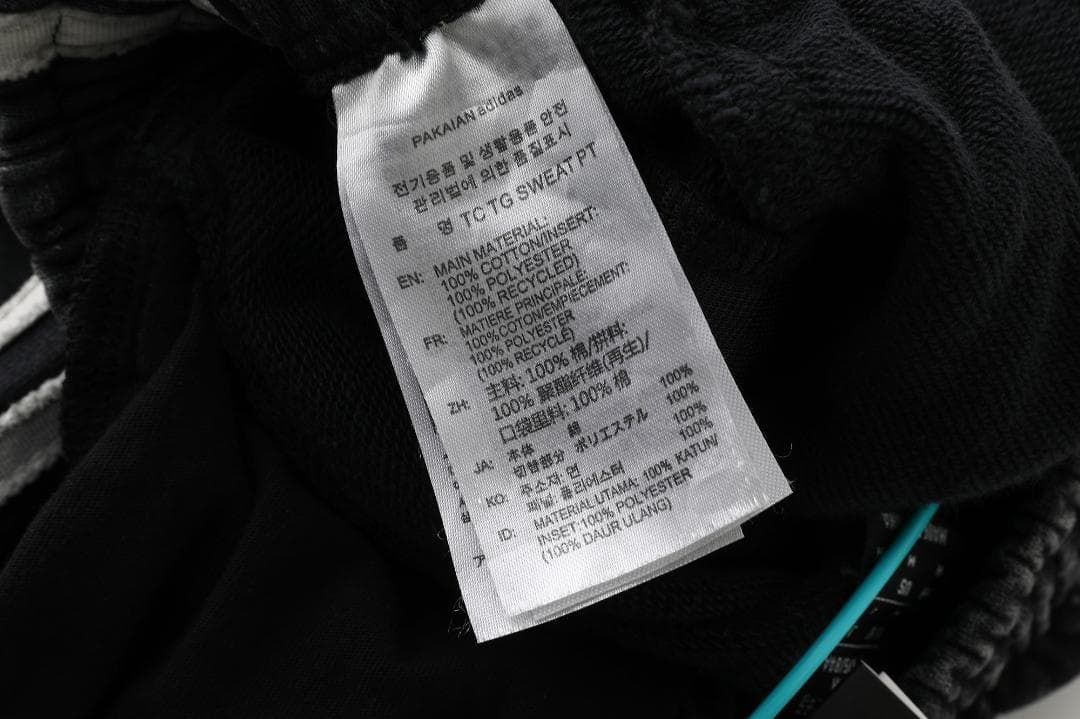 PAKAIAN adidas
전기용품 및 생활용품 안전
관리법에 의한 품질표시
품 명 TC TG SWEAT PT
EN: MAIN MATERIAL:
100% COTTON/INSERT:
100% POLYESTER
(100% RECYCLED)
FR: MATIERE PRINCIPALE:
100%COTON/EMPIECEMENT:
100% POLYESTER
(100% RECYCLÉ)
ZH: 主料: 100% 棉/拼料:
100% 聚酯纤维(再生)/
口袋里料: 100% 棉
JA: 本体 綿 100%
切替部分 ポリエステル 100%
KO: 주소재: 면 100%
패널: 폴리에스터 100%
ID: MATERIAL UTAMA: 100% KATUN/
INSET:100% POLYESTER
(100% DAUR ULANG)